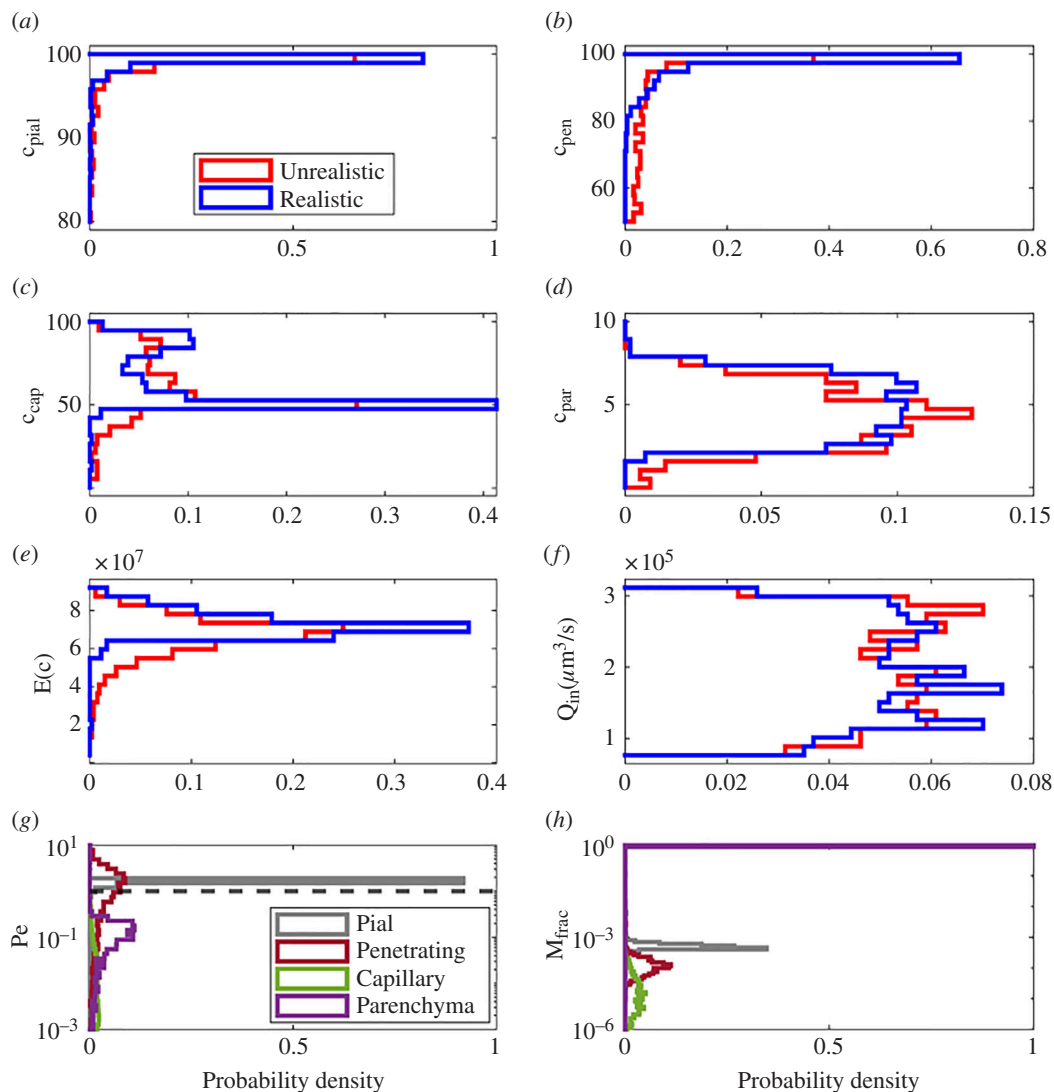 (a) (b)
100 100
90 80
80 60
c_pial c_pen
Unrealistic
Realistic
0 0.5 1 0 0.2 0.4 0.6 0.8
(c) (d)
100 10
50 5
0 0
c_cap c_par
0 0.1 0.2 0.3 0.4 0 0.05 0.10 0.15
(e) (f)
×10^7 ×10^5
8 3
6 2
4 1
2
E(c) Q_in(μm³/s)
0 0.1 0.2 0.3 0.4 0 0.02 0.04 0.06 0.08
(g) (h)
10^1 10^0
10^-1 10^-3
10^-3 10^-6
Pe M_frac
Pial
Penetrating
Capillary
Parenchyma
0 0.5 1 0 0.5 1
Probability density Probability density